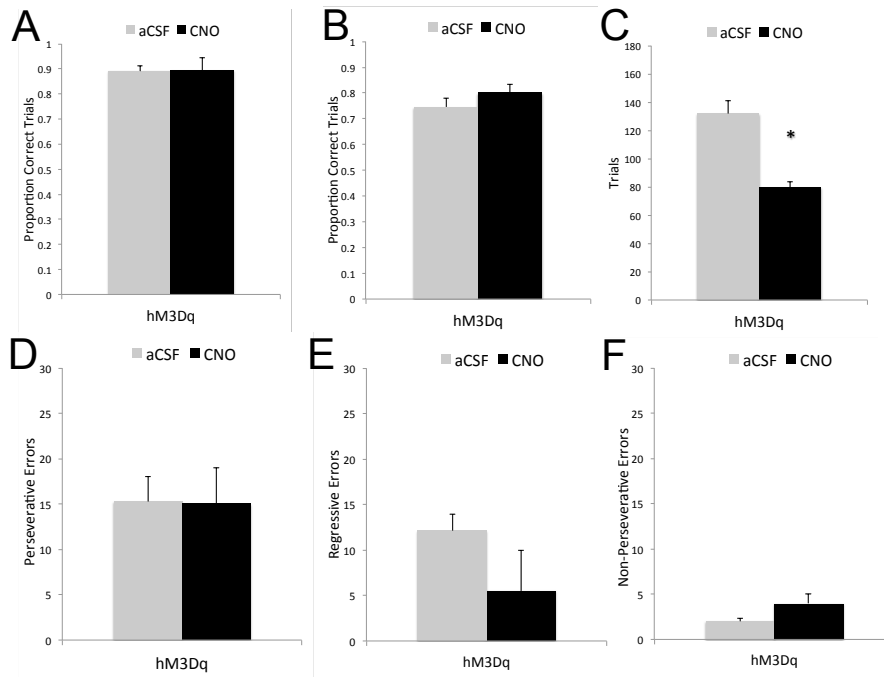 A
aCSF CNO
Proportion Correct Trials
1
0.9
0.8
0.7
0.6
0.5
0.4
0.3
0.2
0.1
0
hM3Dq
B
aCSF CNO
Proportion Correct Trials
1
0.9
0.8
0.7
0.6
0.5
0.4
0.3
0.2
0.1
0
hM3Dq
C
aCSF CNO
Trials
180
160
140
120
100
80
60
40
20
0
*
hM3Dq
D
aCSF CNO
Perseverative Errors
30
25
20
15
10
5
0
hM3Dq
E
aCSF CNO
Regressive Errors
30
25
20
15
10
5
0
hM3Dq
F
aCSF CNO
Non-Perseverative Errors
30
25
20
15
10
5
0
hM3Dq